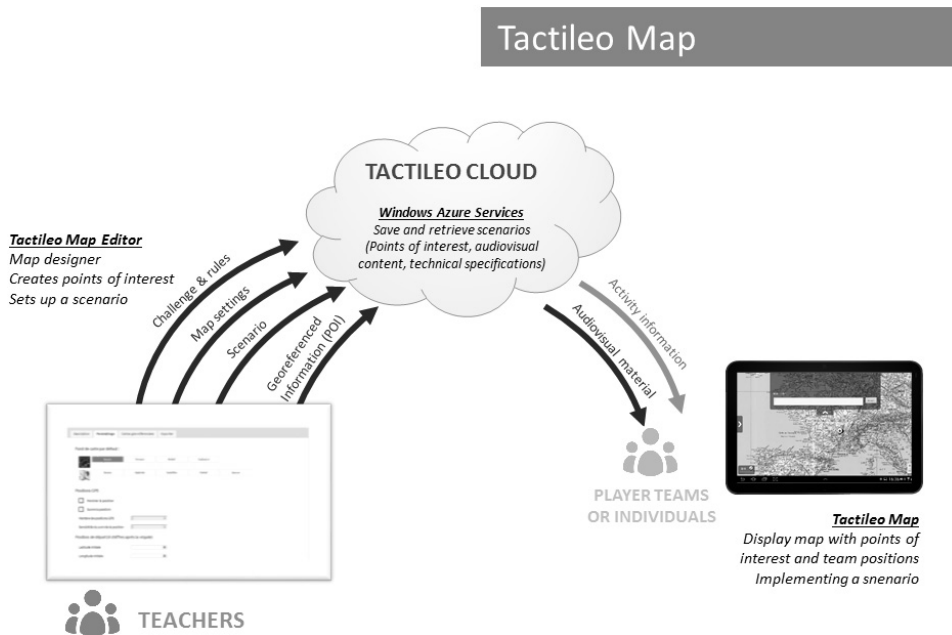 Tactileo Map
TACTILEO CLOUD
Windows Azure Services
Save and retrieve scenarios
(Points of interest, audiovisual
content, technical specifications)
Tactileo Map Editor
Map designer
Creates points of interest
Sets up a scenario
Challenge & rules
Map settings
Scenario
Georeferenced
Information (POI)
Activity information
Audiovisual material
PLAYER TEAMS
OR INDIVIDUALS
Tactileo Map
Display map with points of
interest and team positions
Implementing a snenario
TEACHERS